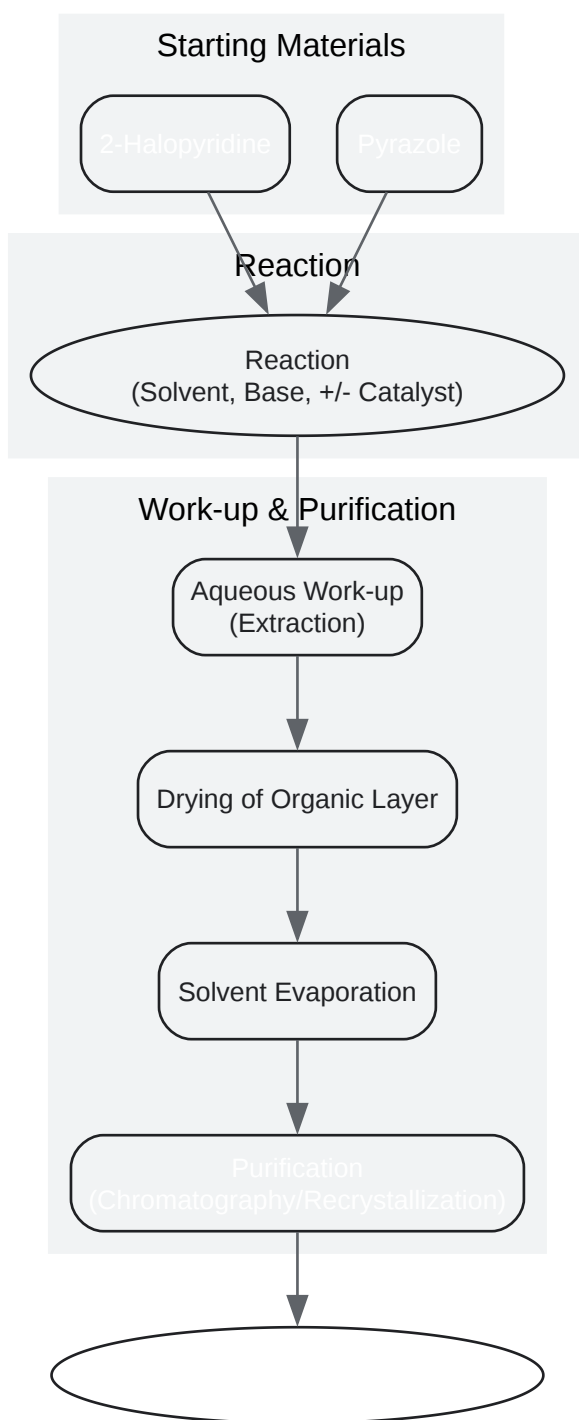 Starting Materials
2-Halopyridine
Pyrazole
Reaction
Reaction
(Solvent, Base, +/- Catalyst)
Work-up & Purification
Aqueous Work-up
(Extraction)
Drying of Organic Layer
Solvent Evaporation
Purification
(Chromatography/Recrystallization)